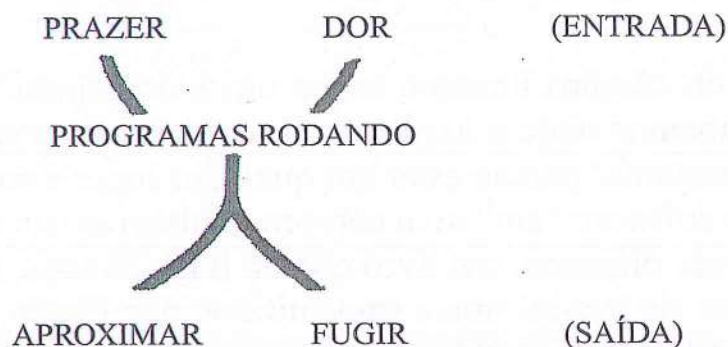 PRAZER DOR (ENTRADA)
PROGRAMAS RODANDO
APROXIMAR FUGIR (SAÍDA)